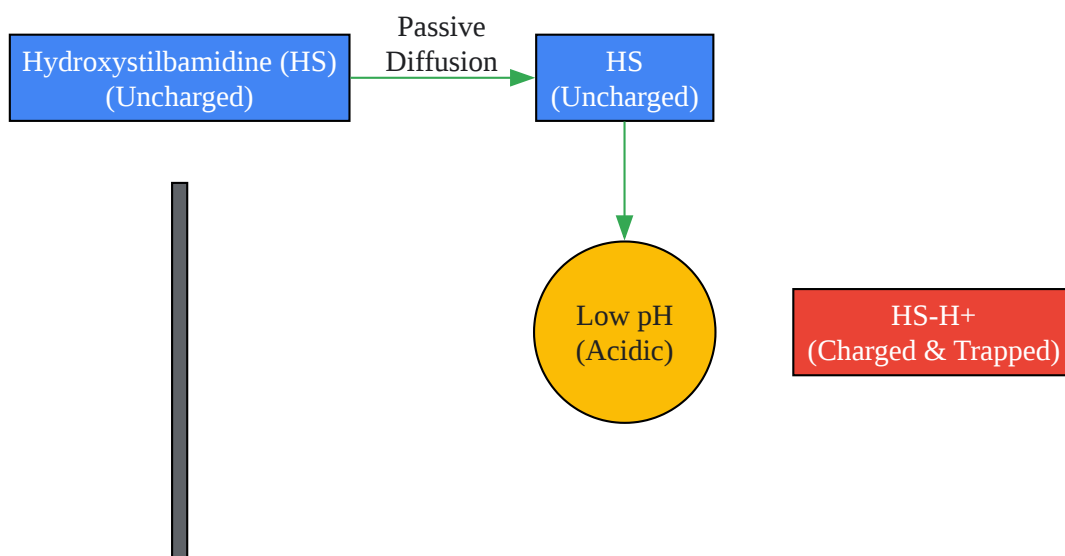 Hydroxystilbamidine (HS)
(Uncharged)
Passive
Diffusion
HS
(Uncharged)
Low pH
(Acidic)
HS-H+
(Charged & Trapped)